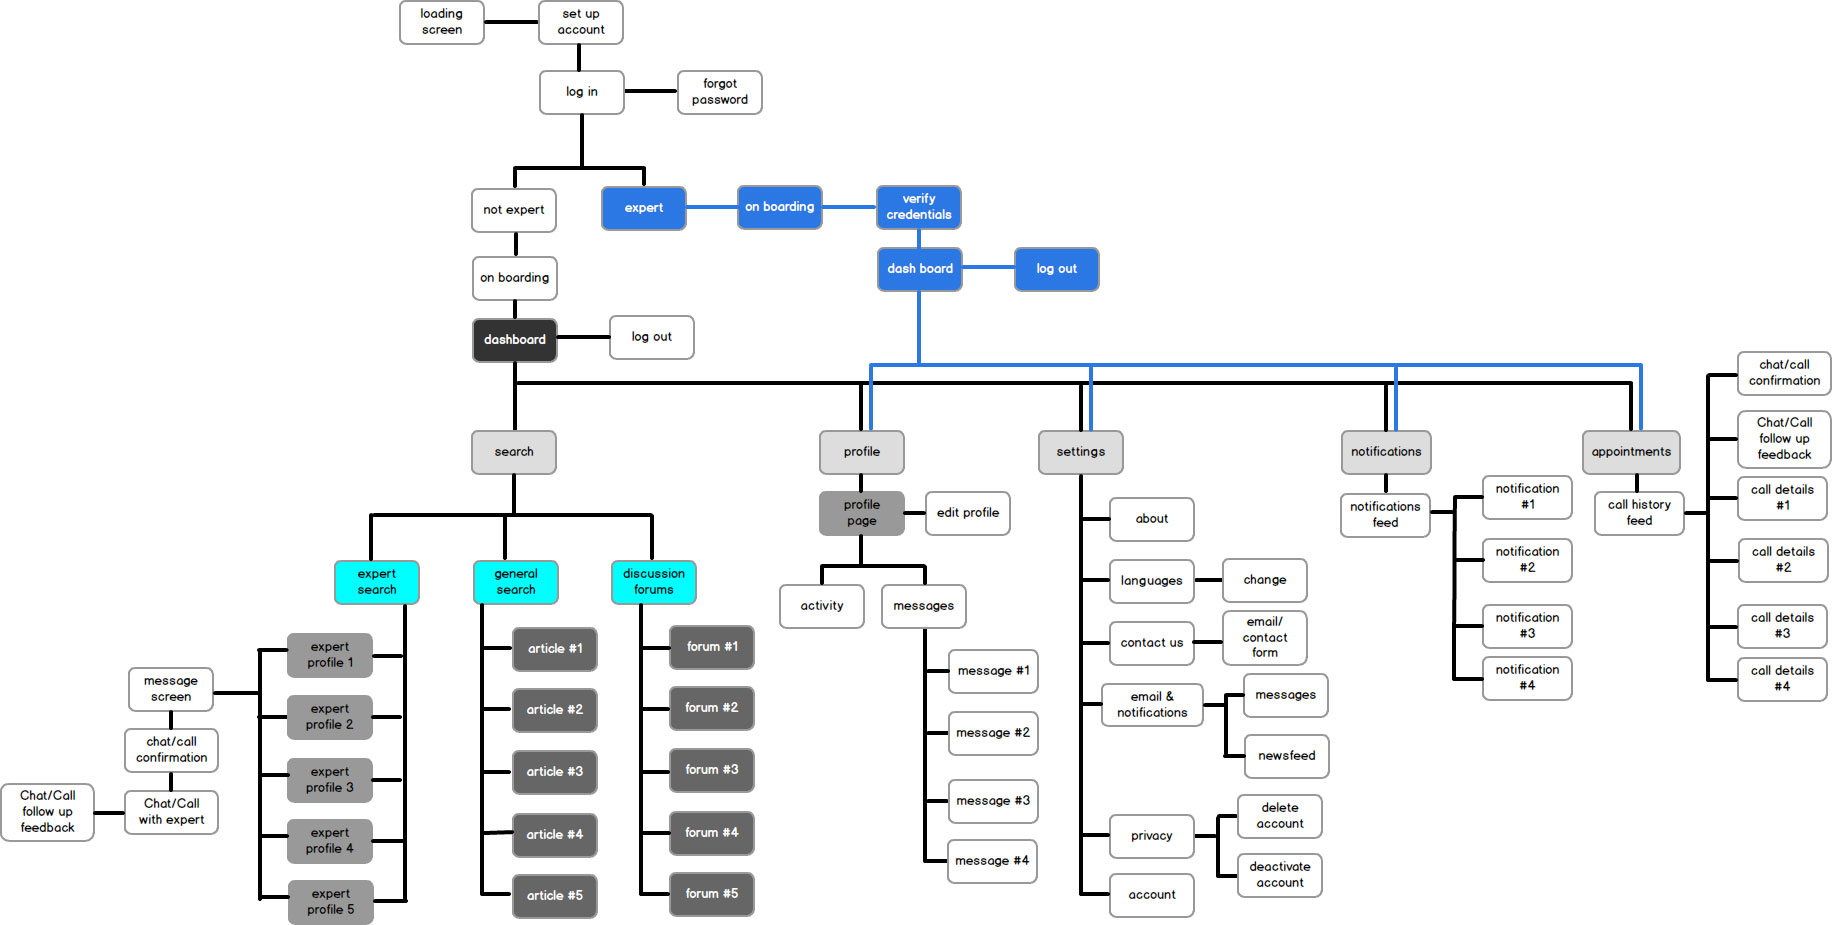 loading
screen
set up
account
log in
forgot
password
not expert
expert
on boarding
verify
credentials
on boarding
dash board
log out
dashboard
log out
search
profile
settings
notifications
appointments
expert
search
general
search
discussion
forums
expert
profile 1
expert
profile 2
expert
profile 3
expert
profile 4
expert
profile 5
message
screen
chat/call
confirmation
Chat/Call
with expert
Chat/Call
follow up
feedback
article #1
article #2
article #3
article #4
article #5
forum #1
forum #2
forum #3
forum #4
forum #5
profile
page
edit profile
activity
messages
message #1
message #2
message #3
message #4
about
languages
change
contact us
email/
contact
form
email &
notifications
messages
newsfeed
privacy
delete
account
deactivate
account
account
notifications
feed
notification
#1
notification
#2
notification
#3
notification
#4
call history
feed
chat/call
confirmation
Chat/Call
follow up
feedback
call details
#1
call details
#2
call details
#3
call details
#4